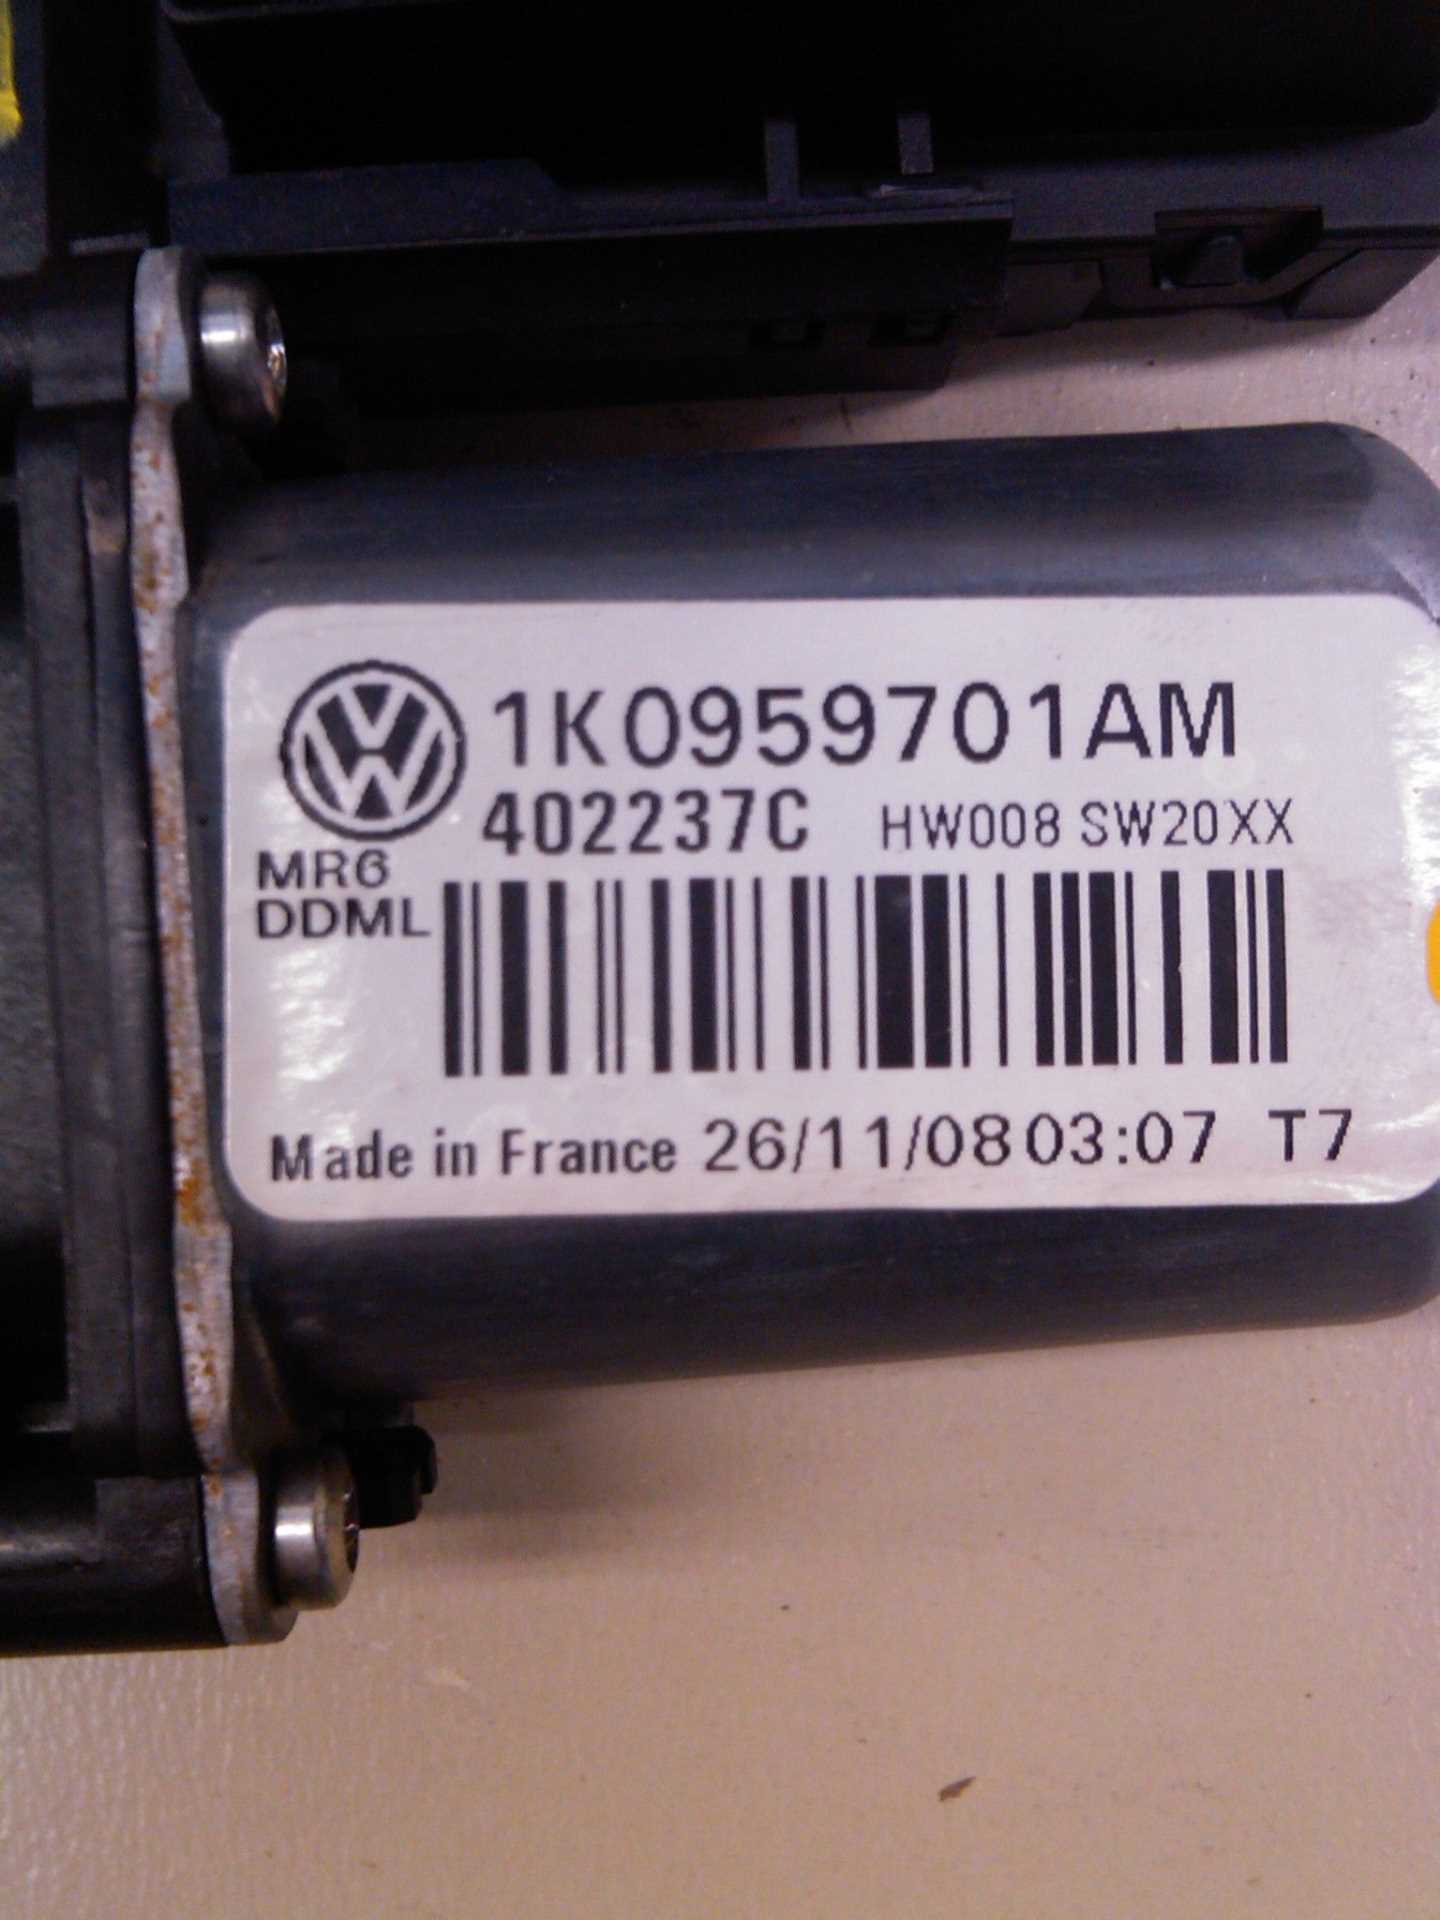 1K0959701AM
402237C HW008 SW20XX
MR6
DDML
Made in France 26/11/08 03:07 T7